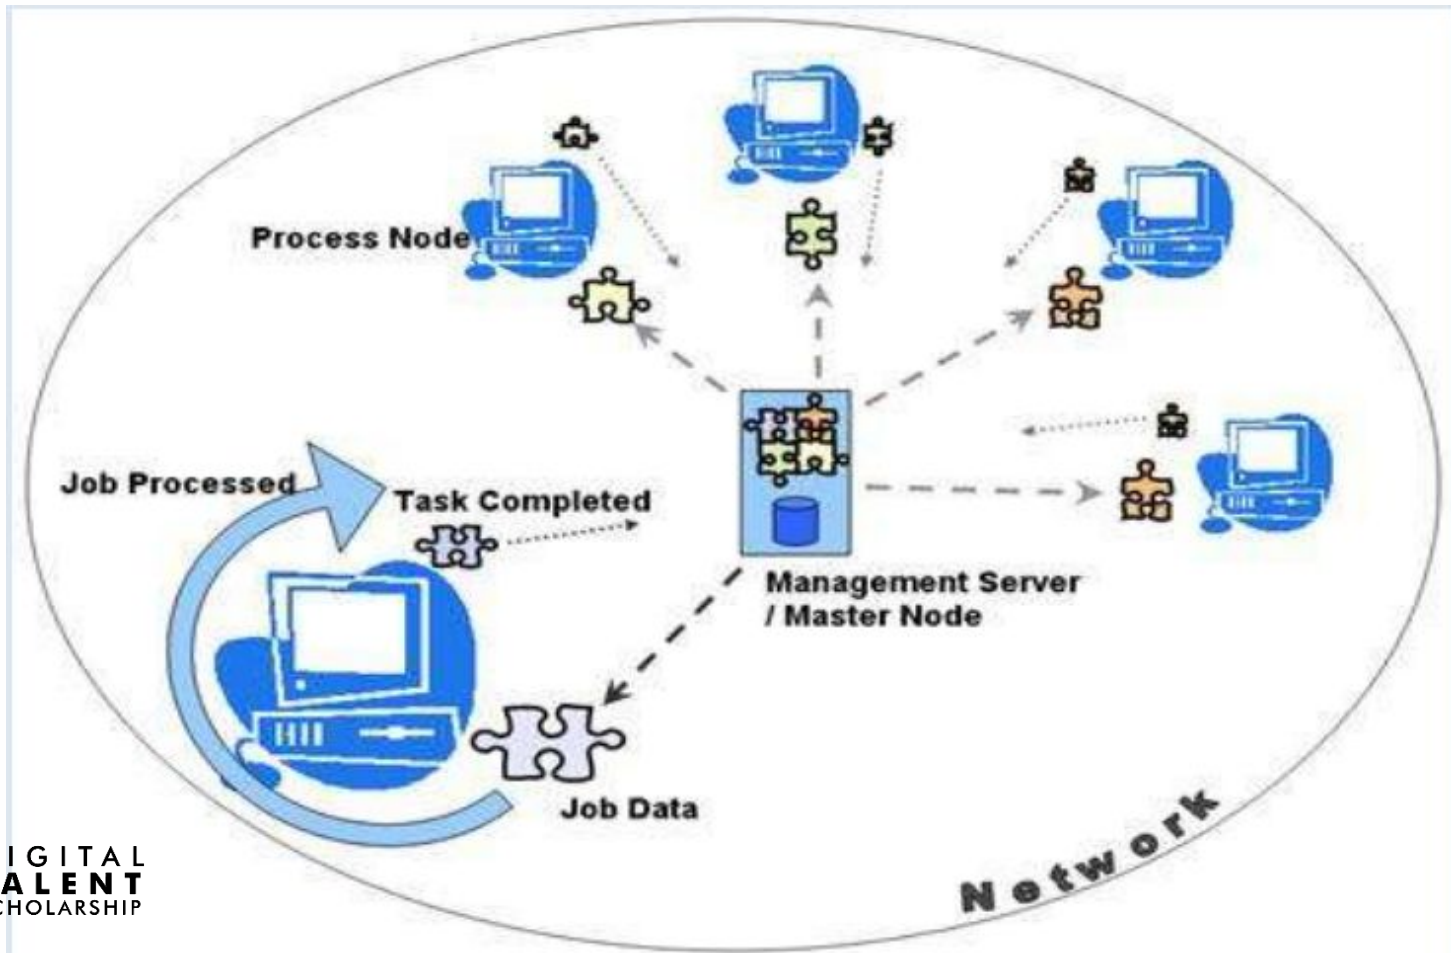 Process Node
Job Processed
Task Completed
Management Server
/ Master Node
Job Data
Network
IGITAL
ALENT
CHOLARSHIP